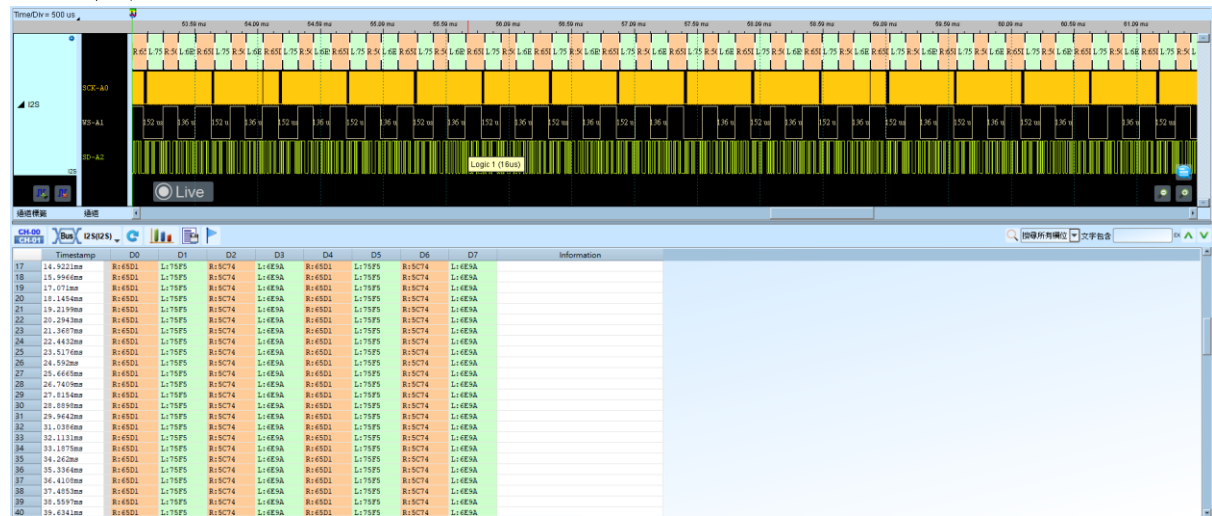 Time/Div = 500 us
53.59 ms 54.09 ms 54.59 ms 55.09 ms 55.59 ms 56.09 ms 56.59 ms 57.09 ms 57.59 ms 58.09 ms 58.59 ms 59.09 ms 59.59 ms 60.09 ms 60.59 ms 61.09 ms
SCK-A0
I2S
WS-A1 152 us 136 u 152 u 136 u 152 us 136 u 152 u 136 u
SD-A2
Logic 1 (16us)
I2S
Live
通道標籤 通道
CH-00
CH-01 Bus I2S(I2S) 搜尋所有欄位 文字包含
Timestamp D0 D1 D2 D3 D4 D5 D6 D7 Information
17 14.9221ms R:65D1 L:75F5 R:5C74 L:6E9A R:65D1 L:75F5 R:5C74 L:6E9A
18 15.9966ms R:65D1 L:75F5 R:5C74 L:6E9A R:65D1 L:75F5 R:5C74 L:6E9A
19 17.071ms R:65D1 L:75F5 R:5C74 L:6E9A R:65D1 L:75F5 R:5C74 L:6E9A
20 18.1454ms R:65D1 L:75F5 R:5C74 L:6E9A R:65D1 L:75F5 R:5C74 L:6E9A
21 19.2199ms R:65D1 L:75F5 R:5C74 L:6E9A R:65D1 L:75F5 R:5C74 L:6E9A
22 20.2943ms R:65D1 L:75F5 R:5C74 L:6E9A R:65D1 L:75F5 R:5C74 L:6E9A
23 21.3687ms R:65D1 L:75F5 R:5C74 L:6E9A R:65D1 L:75F5 R:5C74 L:6E9A
24 22.4432ms R:65D1 L:75F5 R:5C74 L:6E9A R:65D1 L:75F5 R:5C74 L:6E9A
25 23.5176ms R:65D1 L:75F5 R:5C74 L:6E9A R:65D1 L:75F5 R:5C74 L:6E9A
26 24.592ms R:65D1 L:75F5 R:5C74 L:6E9A R:65D1 L:75F5 R:5C74 L:6E9A
27 25.6665ms R:65D1 L:75F5 R:5C74 L:6E9A R:65D1 L:75F5 R:5C74 L:6E9A
28 26.7409ms R:65D1 L:75F5 R:5C74 L:6E9A R:65D1 L:75F5 R:5C74 L:6E9A
29 27.8154ms R:65D1 L:75F5 R:5C74 L:6E9A R:65D1 L:75F5 R:5C74 L:6E9A
30 28.8898ms R:65D1 L:75F5 R:5C74 L:6E9A R:65D1 L:75F5 R:5C74 L:6E9A
31 29.9642ms R:65D1 L:75F5 R:5C74 L:6E9A R:65D1 L:75F5 R:5C74 L:6E9A
32 31.0386ms R:65D1 L:75F5 R:5C74 L:6E9A R:65D1 L:75F5 R:5C74 L:6E9A
33 32.1131ms R:65D1 L:75F5 R:5C74 L:6E9A R:65D1 L:75F5 R:5C74 L:6E9A
34 33.1875ms R:65D1 L:75F5 R:5C74 L:6E9A R:65D1 L:75F5 R:5C74 L:6E9A
35 34.262ms R:65D1 L:75F5 R:5C74 L:6E9A R:65D1 L:75F5 R:5C74 L:6E9A
36 35.3364ms R:65D1 L:75F5 R:5C74 L:6E9A R:65D1 L:75F5 R:5C74 L:6E9A
37 36.4108ms R:65D1 L:75F5 R:5C74 L:6E9A R:65D1 L:75F5 R:5C74 L:6E9A
38 37.4853ms R:65D1 L:75F5 R:5C74 L:6E9A R:65D1 L:75F5 R:5C74 L:6E9A
39 38.5597ms R:65D1 L:75F5 R:5C74 L:6E9A R:65D1 L:75F5 R:5C74 L:6E9A
40 39.6341ms R:65D1 L:75F5 R:5C74 L:6E9A R:65D1 L:75F5 R:5C74 L:6E9A